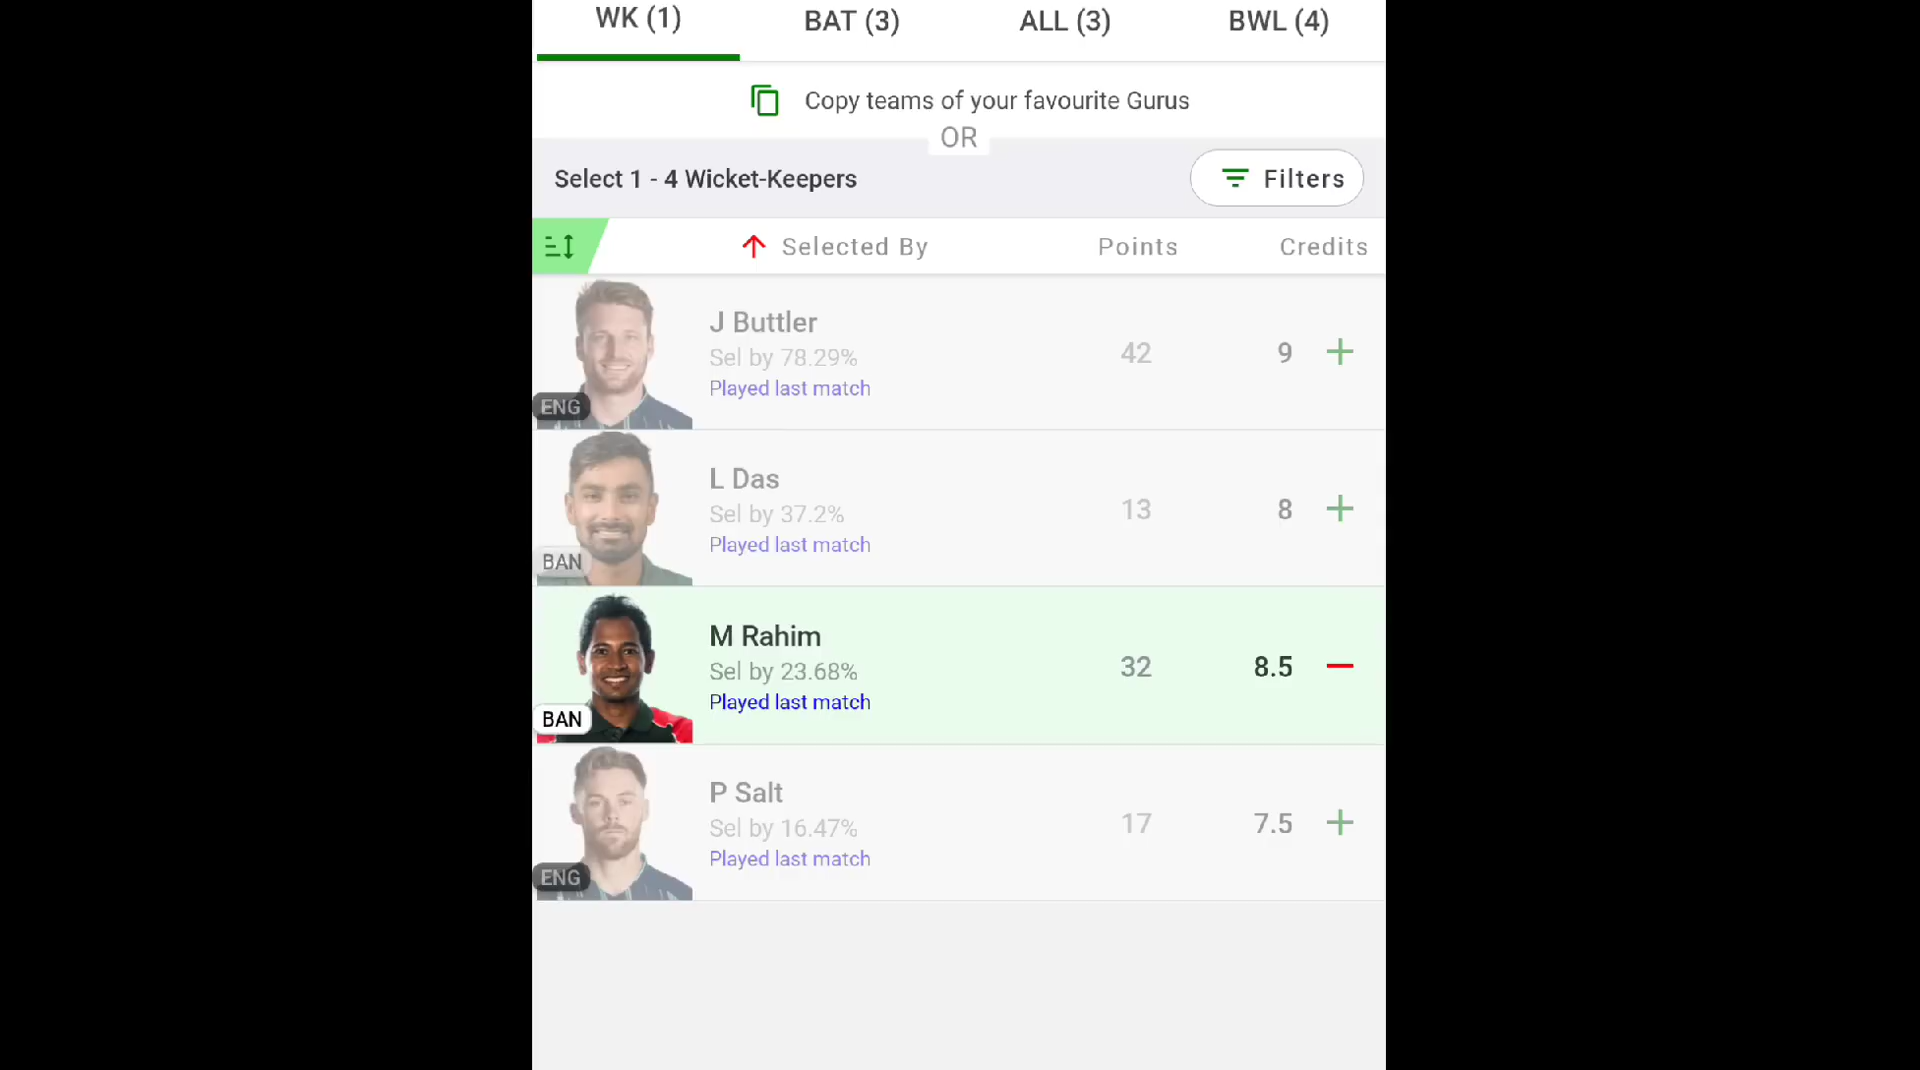 WK (1) BAT (3) ALL (3) BWL (4)
Copy teams of your favourite Gurus
OR
Select 1 - 4 Wicket-Keepers Filters
Selected By Points Credits
J Buttler
Sel by 78.29% 42 9
Played last match
ENG
L Das
Sel by 37.2% 13 8
Played last match
BAN
M Rahim
Sel by 23.68% 32 8.5
Played last match
BAN
P Salt
Sel by 16.47% 17 7.5
Played last match
ENG